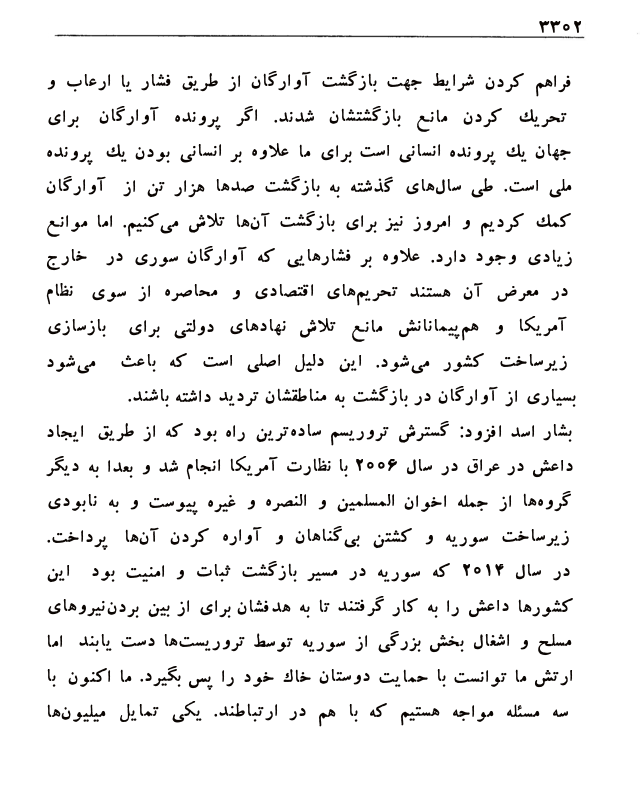 ۳۳۰۲
فراهم کردن شرایط جهت بازگشت آوارگان از طریق فشار یا ارعاب و
تحریك کردن مانع بازگشتشان شدند. اگر پرونده آوارگان برای
جهان یك پرونده انسانی است برای ما علاوه بر انسانی بودن یك پرونده
ملی است. طی سال‌های گذشته به بازگشت صدها هزار تن از آوارگان
كمك کردیم و امروز نیز برای بازگشت آن‌ها تلاش می‌کنیم. اما موانع
زیادی وجود دارد. علاوه بر فشارهایی که آوارگان سوری در خارج
در معرض آن هستند تحریم‌های اقتصادی و محاصره از سوی نظام
آمریکا و هم‌پیمانانش مانع تلاش نهادهای دولتی برای بازسازی
زیرساخت کشور می‌شود. این دلیل اصلی است که باعث می‌شود
بسیاری از آوارگان در بازگشت به مناطقشان تردید داشته باشند.
بشار اسد افزود: گسترش تروریسم ساده‌ترین راه بود که از طریق ایجاد
داعش در عراق در سال ۲۰۰۶ با نظارت آمریکا انجام شد و بعدا به دیگر
گروه‌ها از جمله اخوان المسلمین و النصره و غیره پیوست و به نابودی
زیرساخت سوریه و کشتن بی‌گناهان و آواره کردن آن‌ها پرداخت.
در سال ۲۰۱۴ که سوریه در مسیر بازگشت ثبات و امنیت بود این
کشورها داعش را به کار گرفتند تا به هدفشان برای از بین بردن‌نیروهای
مسلح و اشغال بخش بزرگی از سوریه توسط تروریست‌ها دست یابند اما
ارتش ما توانست با حمایت دوستان خاك خود را پس بگیرد. ما اکنون با
سه مسئله مواجه هستیم که با هم در ارتباطند. یکی تمایل میلیون‌ها